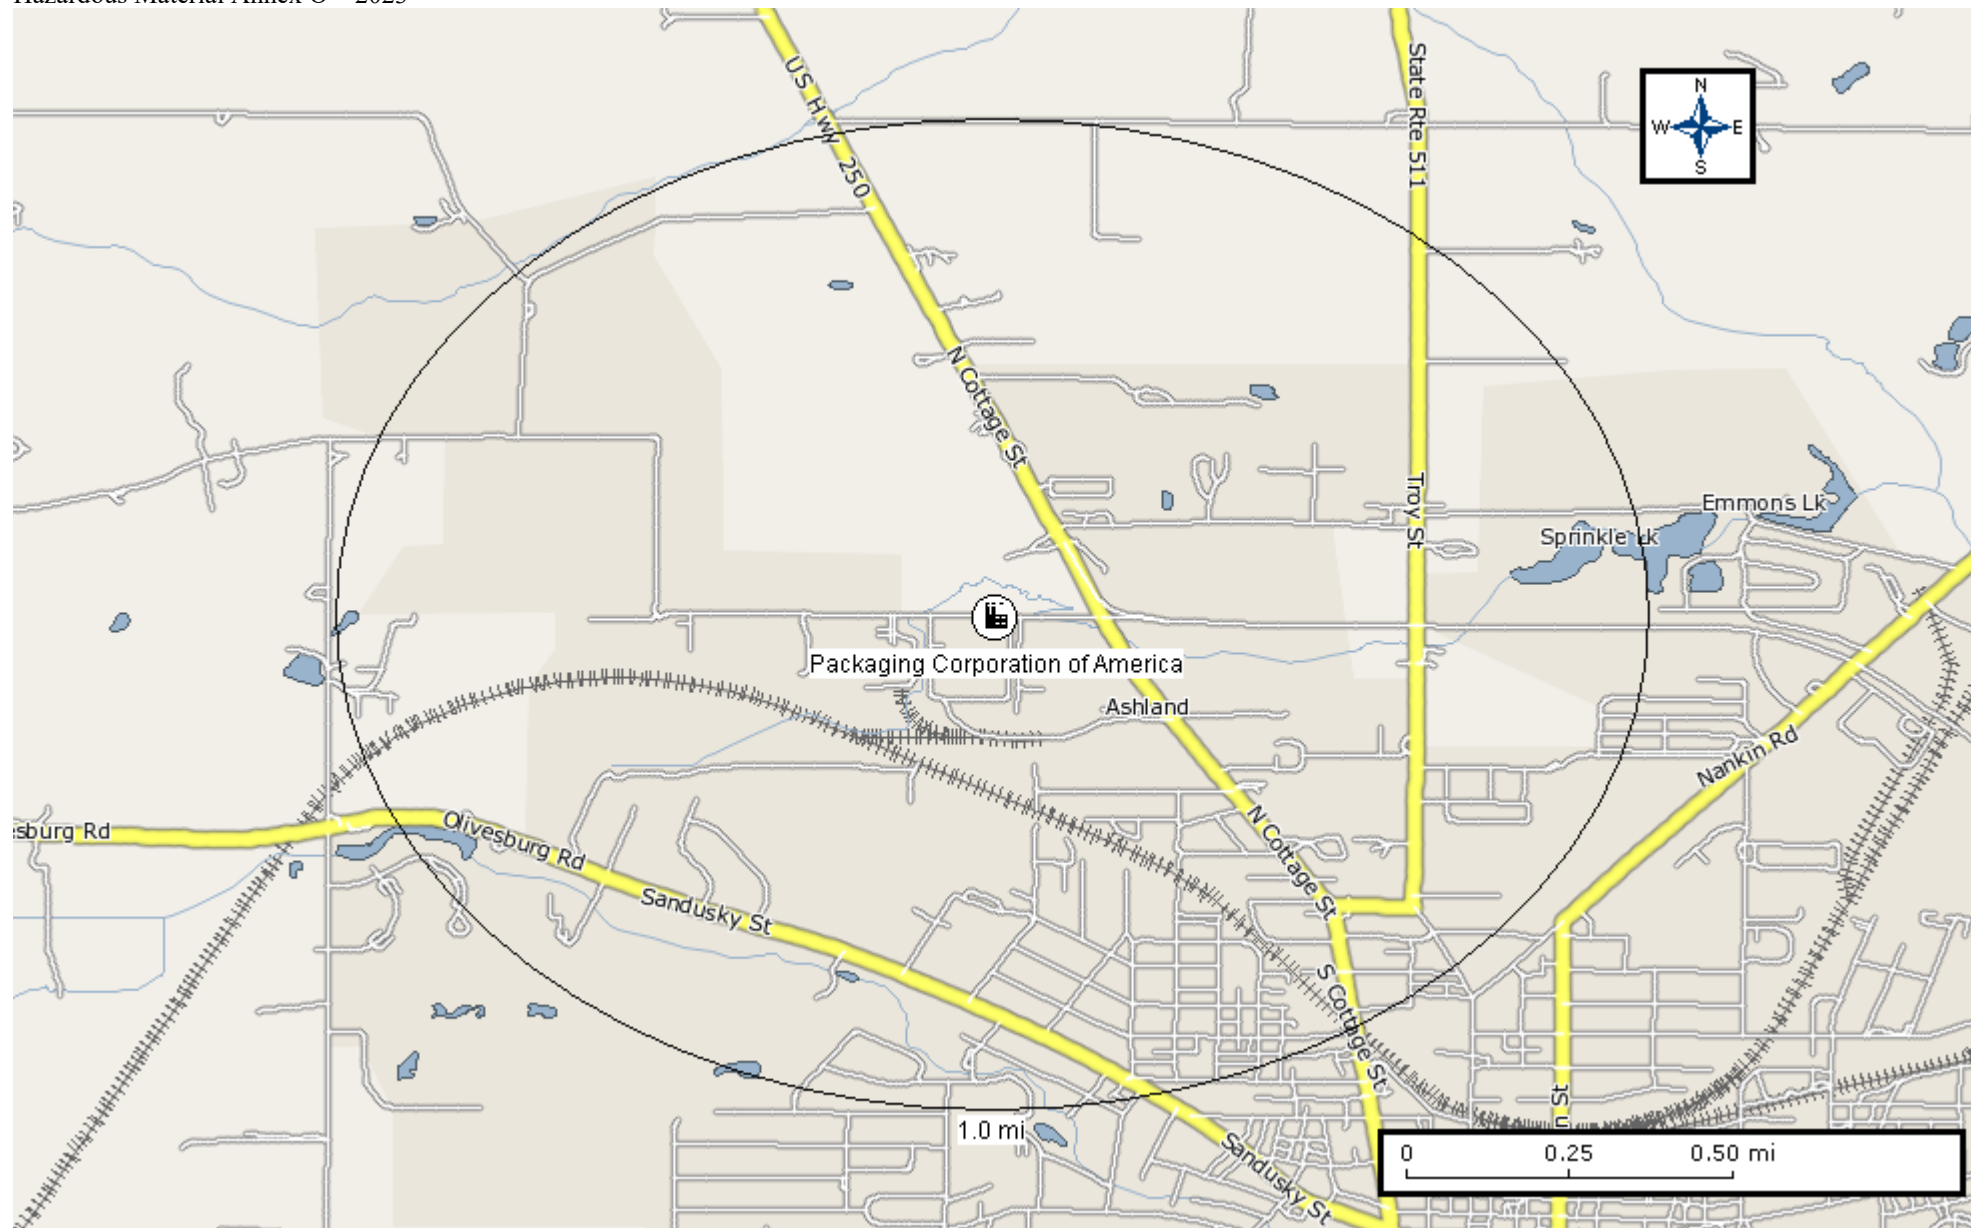 US HWY 250
State Rte 511
N
W E
S
N Cottage St
Troy St
Emmons Lk
Sprinkle Lk
Packaging Corporation of America
Ashland
Nankin Rd
esburg Rd
Olivesburg Rd
N Cottage St
Sandusky St
S Cottage St
n St
1.0 mi
0 0.25 0.50 mi
Sandusky St